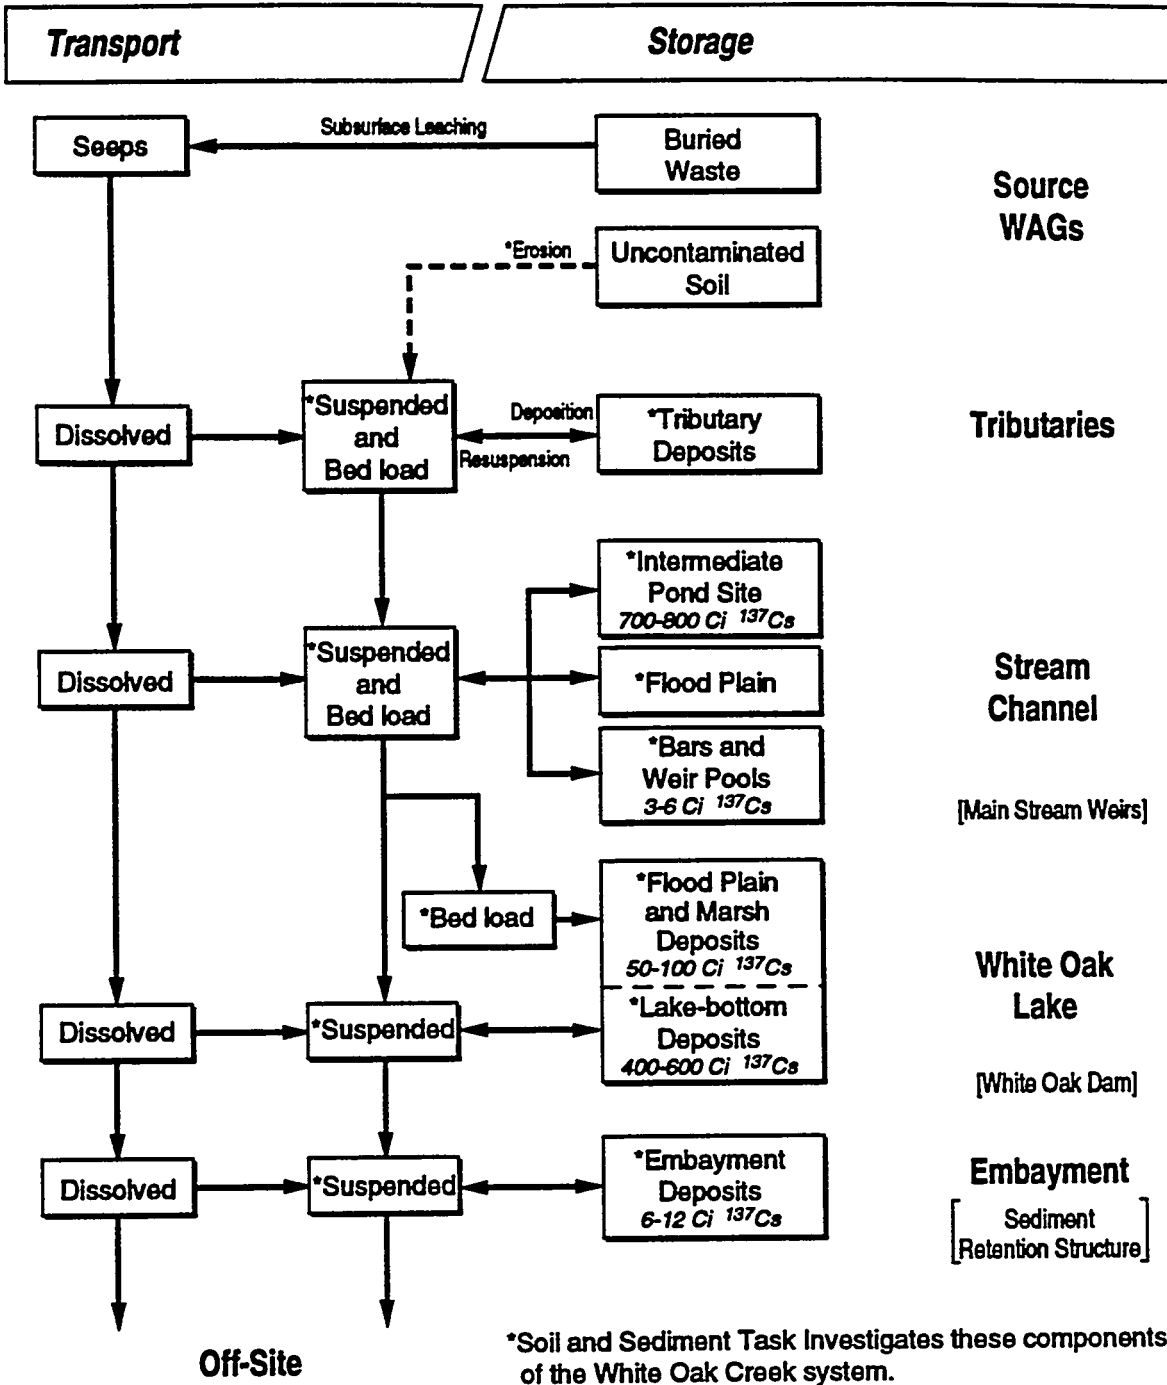 Transport
Storage
Seeps
Subsurface Leaching
Buried
Waste
Source
WAGs
*Erosion
Uncontaminated
Soil
Dissolved
*Suspended
and
Bed load
Deposition
Resuspension
*Tributary
Deposits
Tributaries
*Intermediate
Pond Site
700-800 Ci 137Cs
Dissolved
*Suspended
and
Bed load
*Flood Plain
Stream
Channel
*Bars and
Weir Pools
3-6 Ci 137Cs
[Main Stream Weirs]
*Bed load
*Flood Plain
and Marsh
Deposits
50-100 Ci 137Cs
White Oak
Lake
Dissolved
*Suspended
*Lake-bottom
Deposits
400-600 Ci 137Cs
[White Oak Dam]
Dissolved
*Suspended
*Embayment
Deposits
6-12 Ci 137Cs
Embayment
[Sediment
Retention Structure]
Off-Site
*Soil and Sediment Task Investigates these components
of the White Oak Creek system.